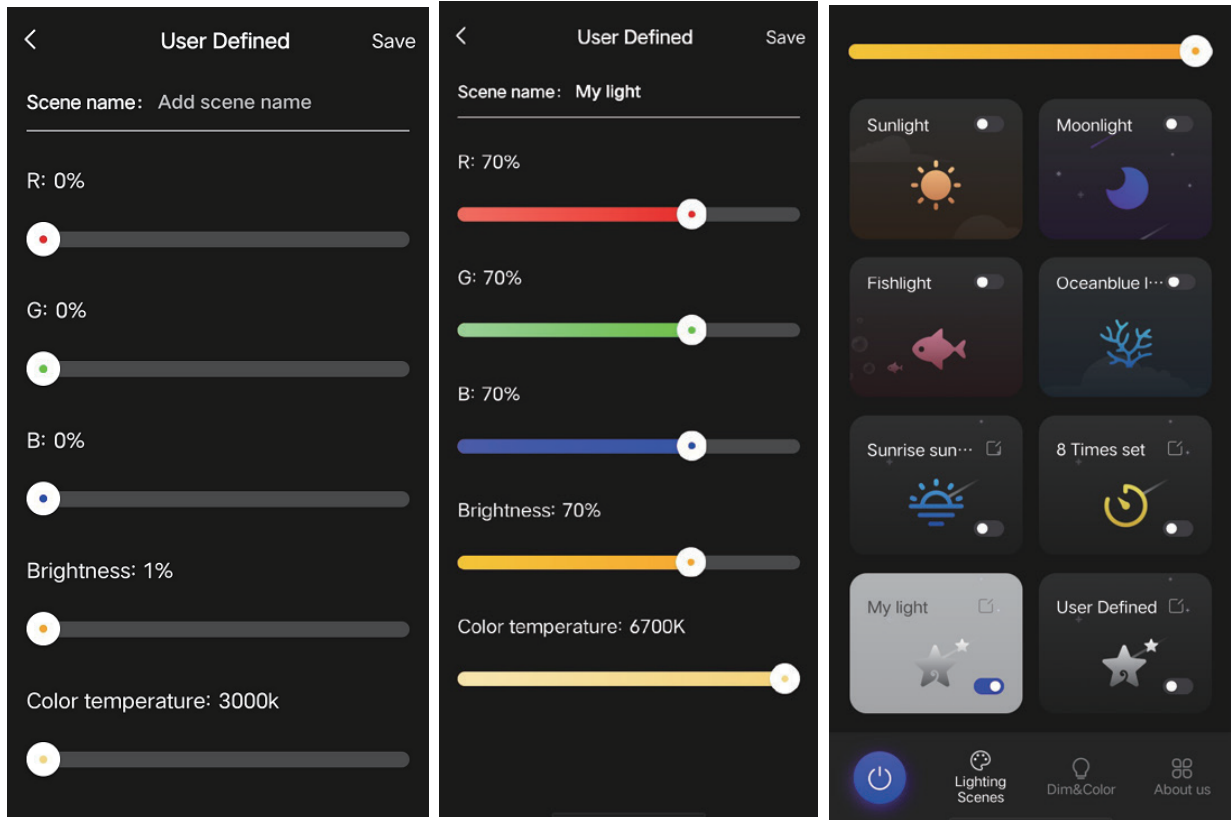 User Defined
Save
Scene name: Add scene name
R: 0%
G: 0%
B: 0%
Brightness: 1%
Color temperature: 3000k
User Defined
Save
Scene name: My light
R: 70%
G: 70%
B: 70%
Brightness: 70%
Color temperature: 6700K
Sunlight
Moonlight
Fishlight
Oceanblue l···
Sunrise sun···
8 Times set
My light
User Defined
Lighting
Scenes
Dim&Color
About us